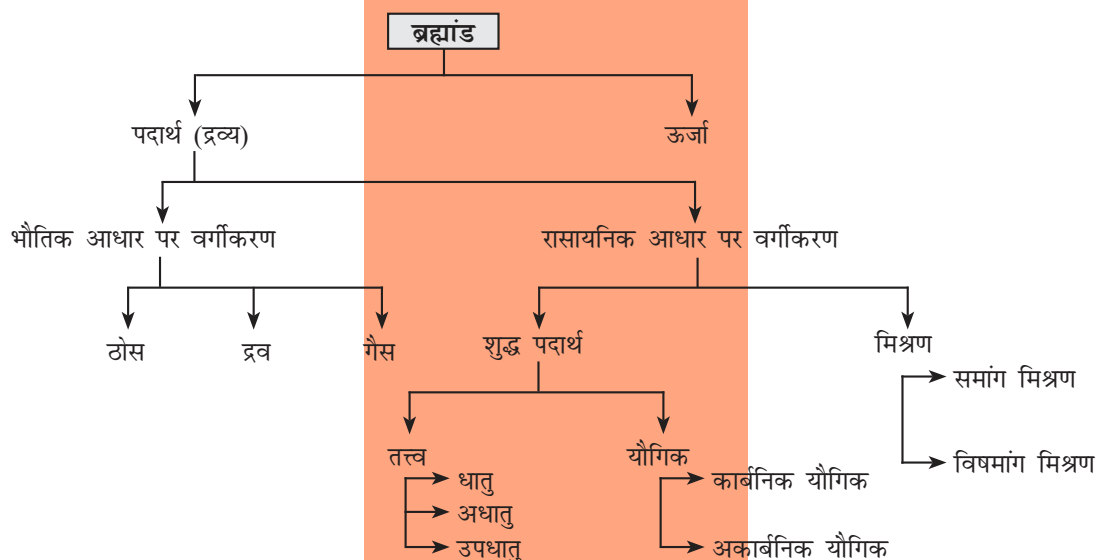 ब्रह्मांड
पदार्थ (द्रव्य)
ऊर्जा
भौतिक आधार पर वर्गीकरण
रासायनिक आधार पर वर्गीकरण
ठोस
द्रव
गैस
शुद्ध पदार्थ
मिश्रण
समांग मिश्रण
विषमांग मिश्रण
तत्त्व
यौगिक
धातु
अधातु
उपधातु
कार्बनिक यौगिक
अकार्बनिक यौगिक